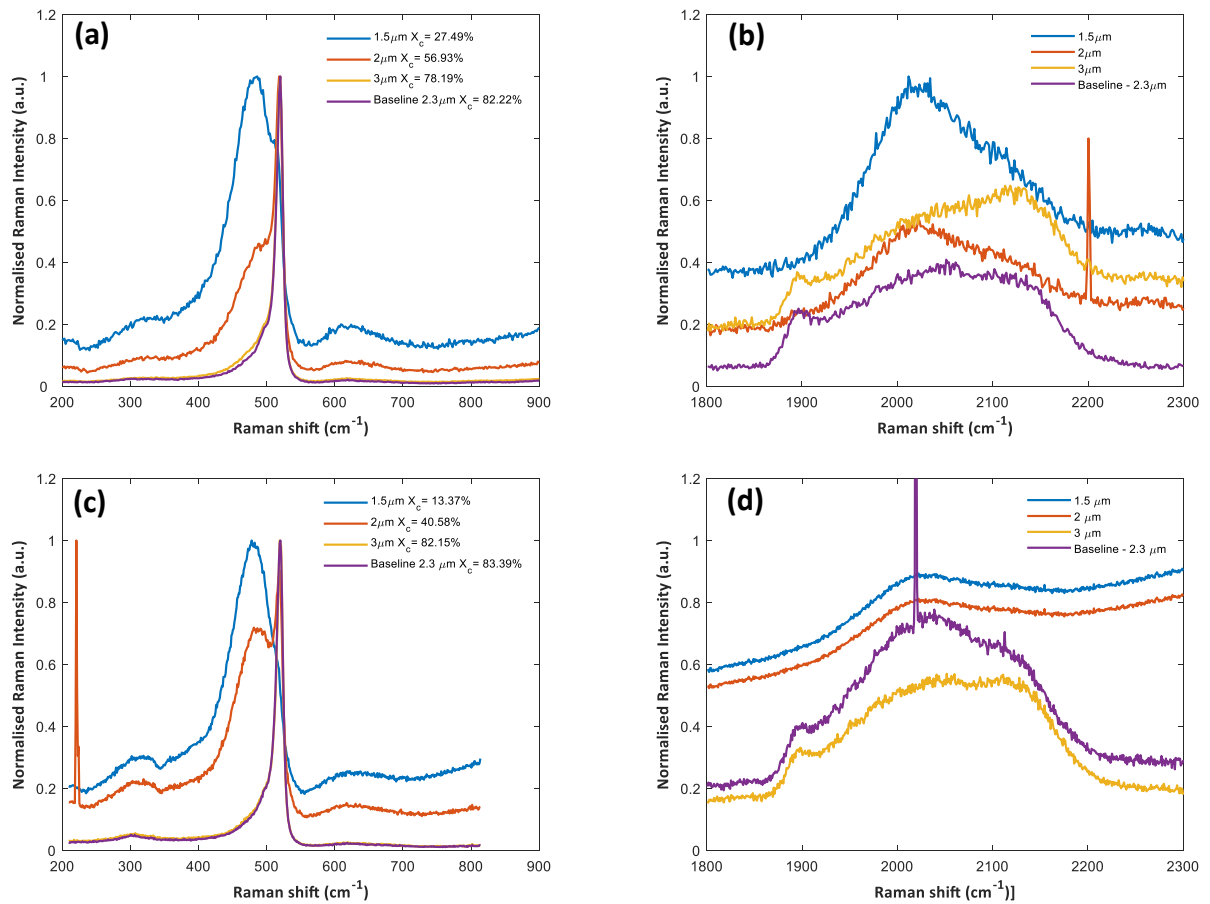 (a)
1.5μm X_c = 27.49%
2μm X_c = 56.93%
3μm X_c = 78.19%
Baseline 2.3μm X_c = 82.22%
Normalised Raman Intensity (a.u.)
1.2
1
0.8
0.6
0.4
0.2
0
200 300 400 500 600 700 800 900
Raman shift (cm⁻¹)
(b)
1.5μm
2μm
3μm
Baseline - 2.3μm
Normalised Raman Intensity (a.u.)
1.2
1
0.8
0.6
0.4
0.2
0
1800 1900 2000 2100 2200 2300
Raman shift (cm⁻¹)
(c)
1.5μm X_c = 13.37%
2μm X_c = 40.58%
3μm X_c = 82.15%
Baseline 2.3 μm X_c = 83.39%
Normalised Raman Intensity (a.u.)
1.2
1
0.8
0.6
0.4
0.2
0
200 300 400 500 600 700 800 900
Raman shift (cm⁻¹)
(d)
1.5 μm
2 μm
3 μm
Baseline - 2.3 μm
Normalised Raman Intensity (a.u.)
1.2
1
0.8
0.6
0.4
0.2
0
1800 1900 2000 2100 2200 2300
Raman shift (cm⁻¹)]